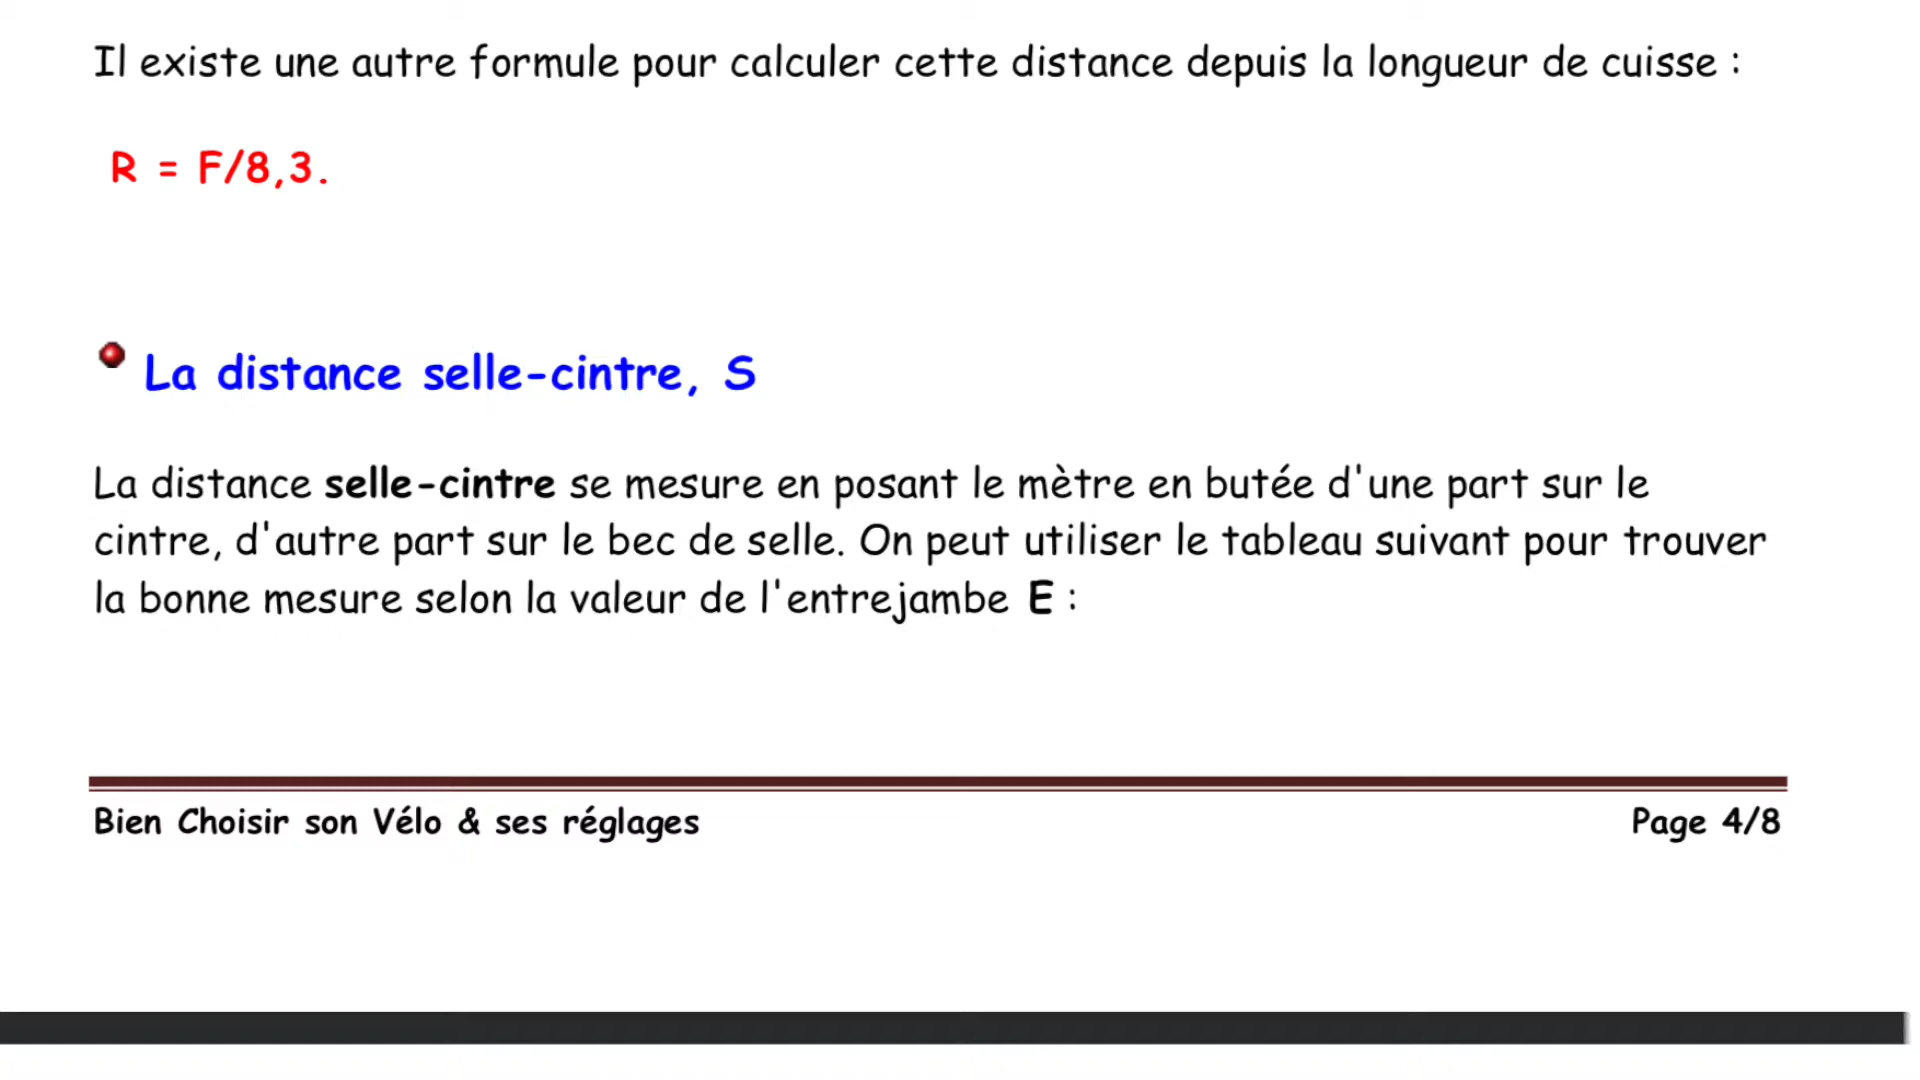 Il existe une autre formule pour calculer cette distance depuis la longueur de cuisse :
R = F/8,3.
La distance selle-cintre, S
La distance selle-cintre se mesure en posant le mètre en butée d'une part sur le
cintre, d'autre part sur le bec de selle. On peut utiliser le tableau suivant pour trouver
la bonne mesure selon la valeur de l'entrejambe E :
Bien Choisir son Vélo & ses réglages
Page 4/8